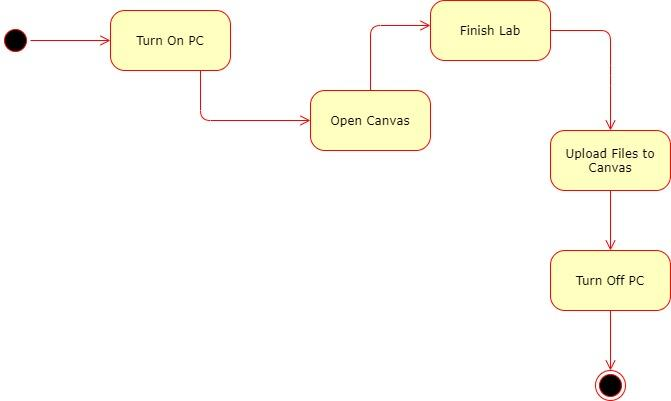 Turn On PC
Open Canvas
Finish Lab
Upload Files to
Canvas
Turn Off PC